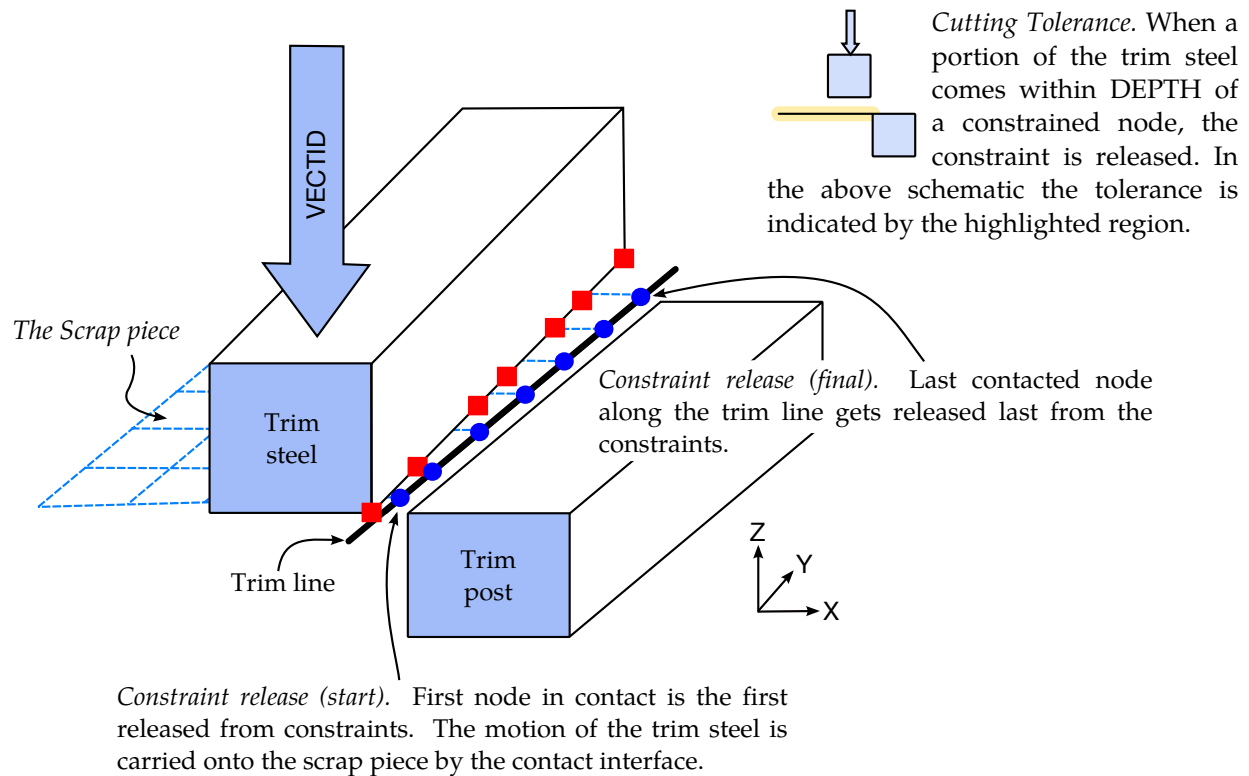 Cutting Tolerance. When a
portion of the trim steel
comes within DEPTH of
a constrained node, the
constraint is released. In
the above schematic the tolerance is
indicated by the highlighted region.
VECTID
The Scrap piece
Trim
steel
Constraint release (final). Last contacted node
along the trim line gets released last from the
constraints.
Trim line
Trim
post
Z
Y
X
Constraint release (start). First node in contact is the first
released from constraints. The motion of the trim steel is
carried onto the scrap piece by the contact interface.